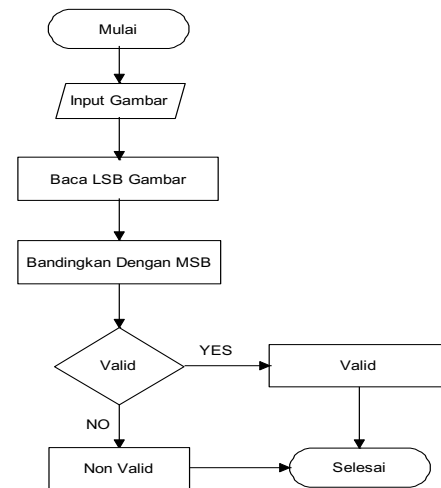 Mulai
Input Gambar
Baca LSB Gambar
Bandingkan Dengan MSB
Valid
YES
Valid
NO
Non Valid
Selesai